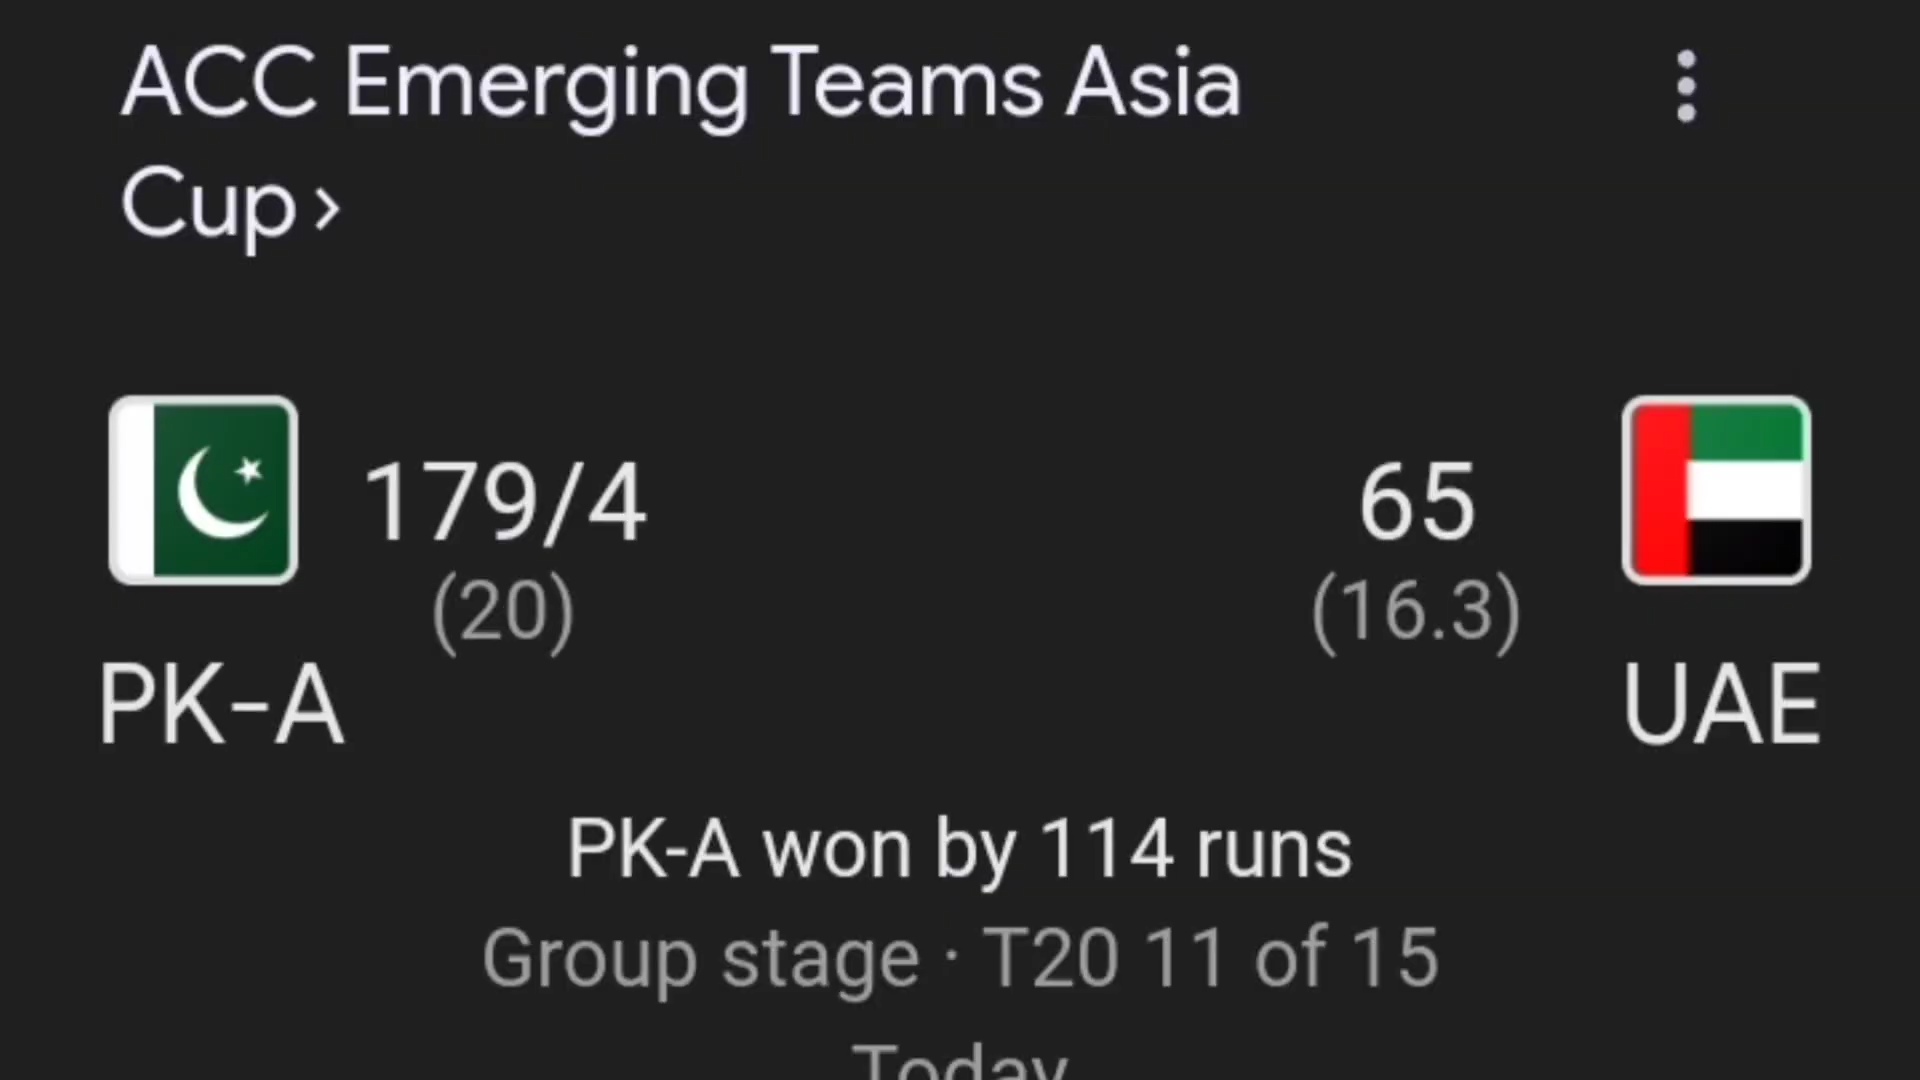 ACC Emerging Teams Asia
Cup ›
179/4
(20)
PK-A
65
(16.3)
UAE
PK-A won by 114 runs
Group stage · T20 11 of 15
Today